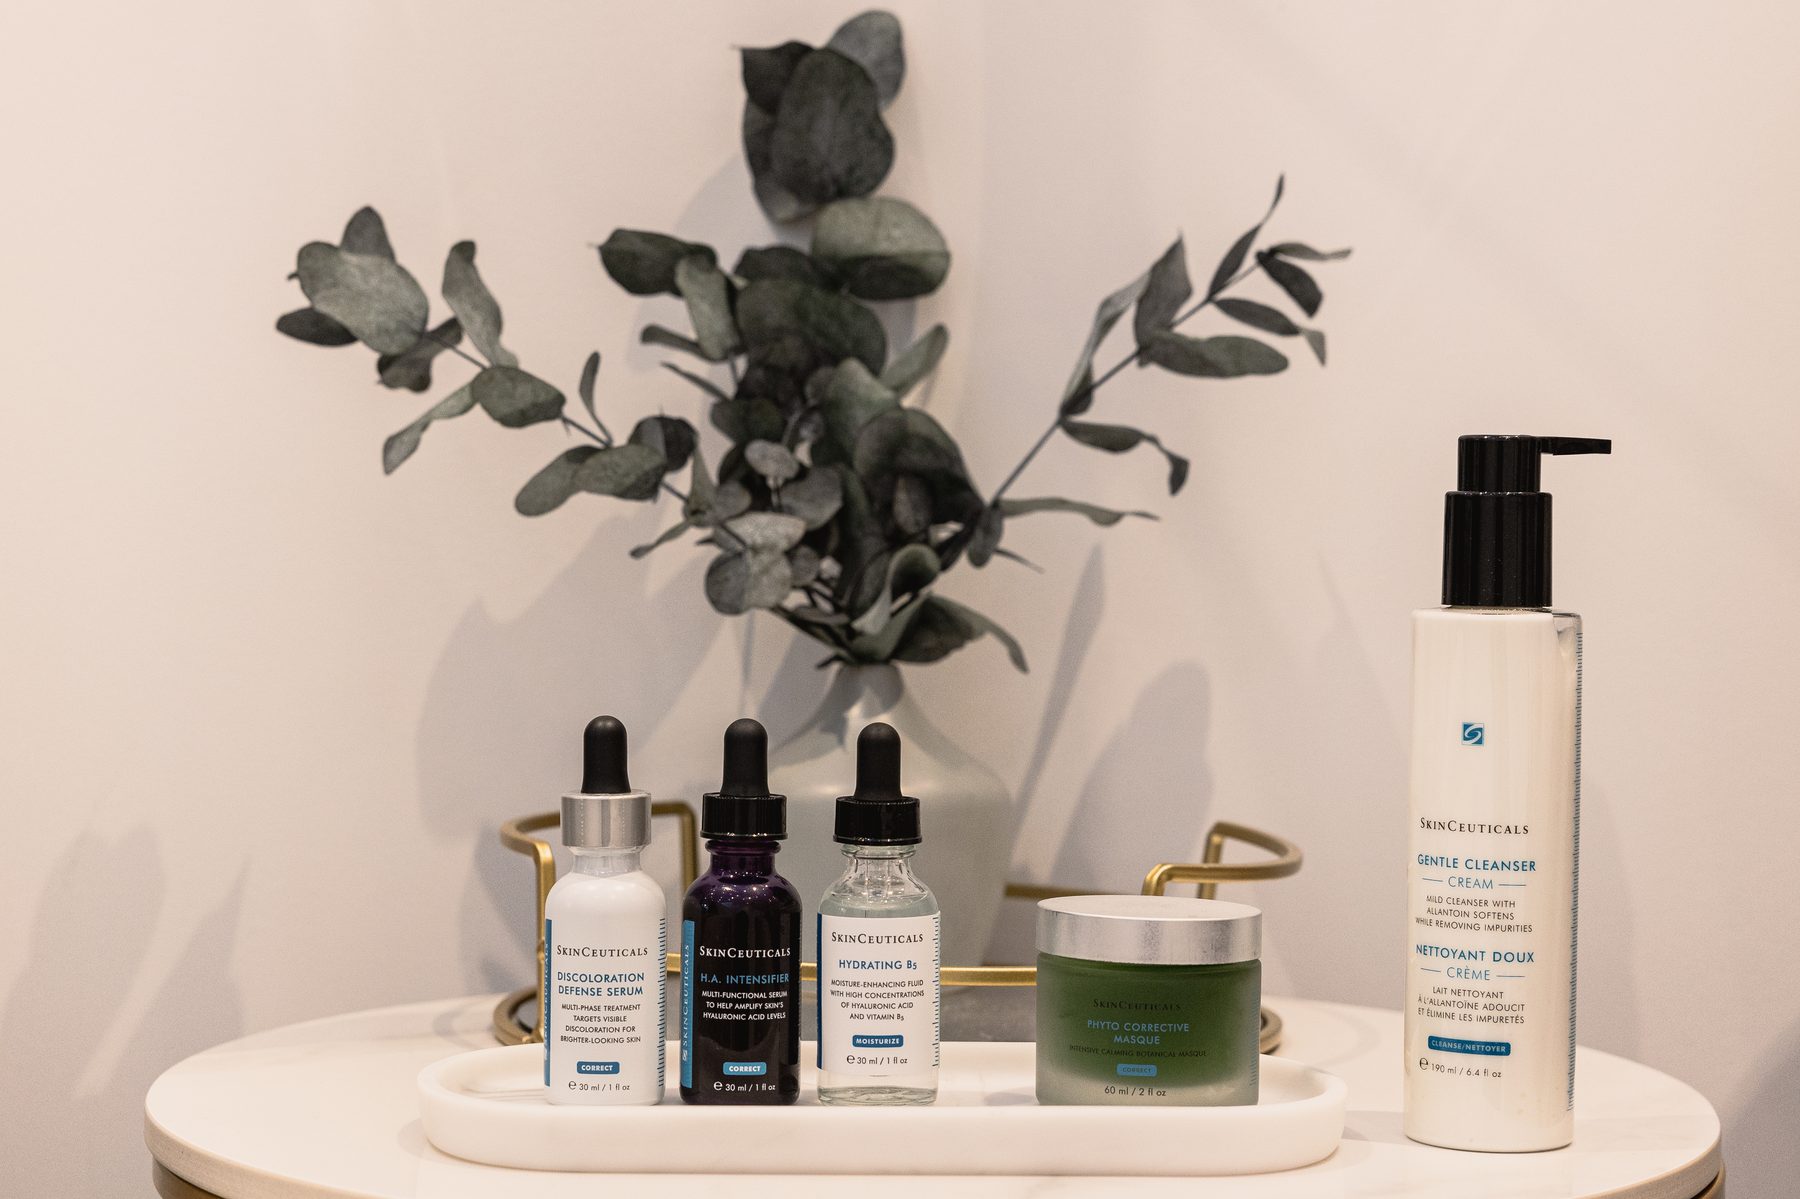 SKINCEUTICALS
DISCOLORATION
DEFENSE SERUM
MULTI-PHASE TREATMENT
TARGETS VISIBLE
DISCOLORATION FOR
BRIGHTER-LOOKING SKIN
CORRECT
℮ 30 ml / 1 fl oz
SKINCEUTICALS
SKINCEUTICALS
H.A. INTENSIFIER
MULTI-FUNCTIONAL SERUM
TO HELP AMPLIFY SKIN'S
HYALURONIC ACID LEVELS
CORRECT
℮ 30 ml / 1 fl oz
SKINCEUTICALS
HYDRATING B5
MOISTURE-ENHANCING FLUID
WITH HIGH CONCENTRATIONS
OF HYALURONIC ACID
AND VITAMIN B5
MOISTURIZE
℮ 30 ml / 1 fl oz
SKINCEUTICALS
PHYTO CORRECTIVE
MASQUE
INTENSIVE CALMING BOTANICAL MASQUE
CORRECT
60 ml / 2 fl oz
SKINCEUTICALS
GENTLE CLEANSER
CREAM
MILD CLEANSER WITH
ALLANTOIN SOFTENS
WHILE REMOVING IMPURITIES
NETTOYANT DOUX
CRÈME
LAIT NETTOYANT
À L'ALLANTOÏNE ADOUCIT
ET ÉLIMINE LES IMPURETÉS
CLEANSE/NETTOYER
℮ 190 ml / 6.4 fl oz